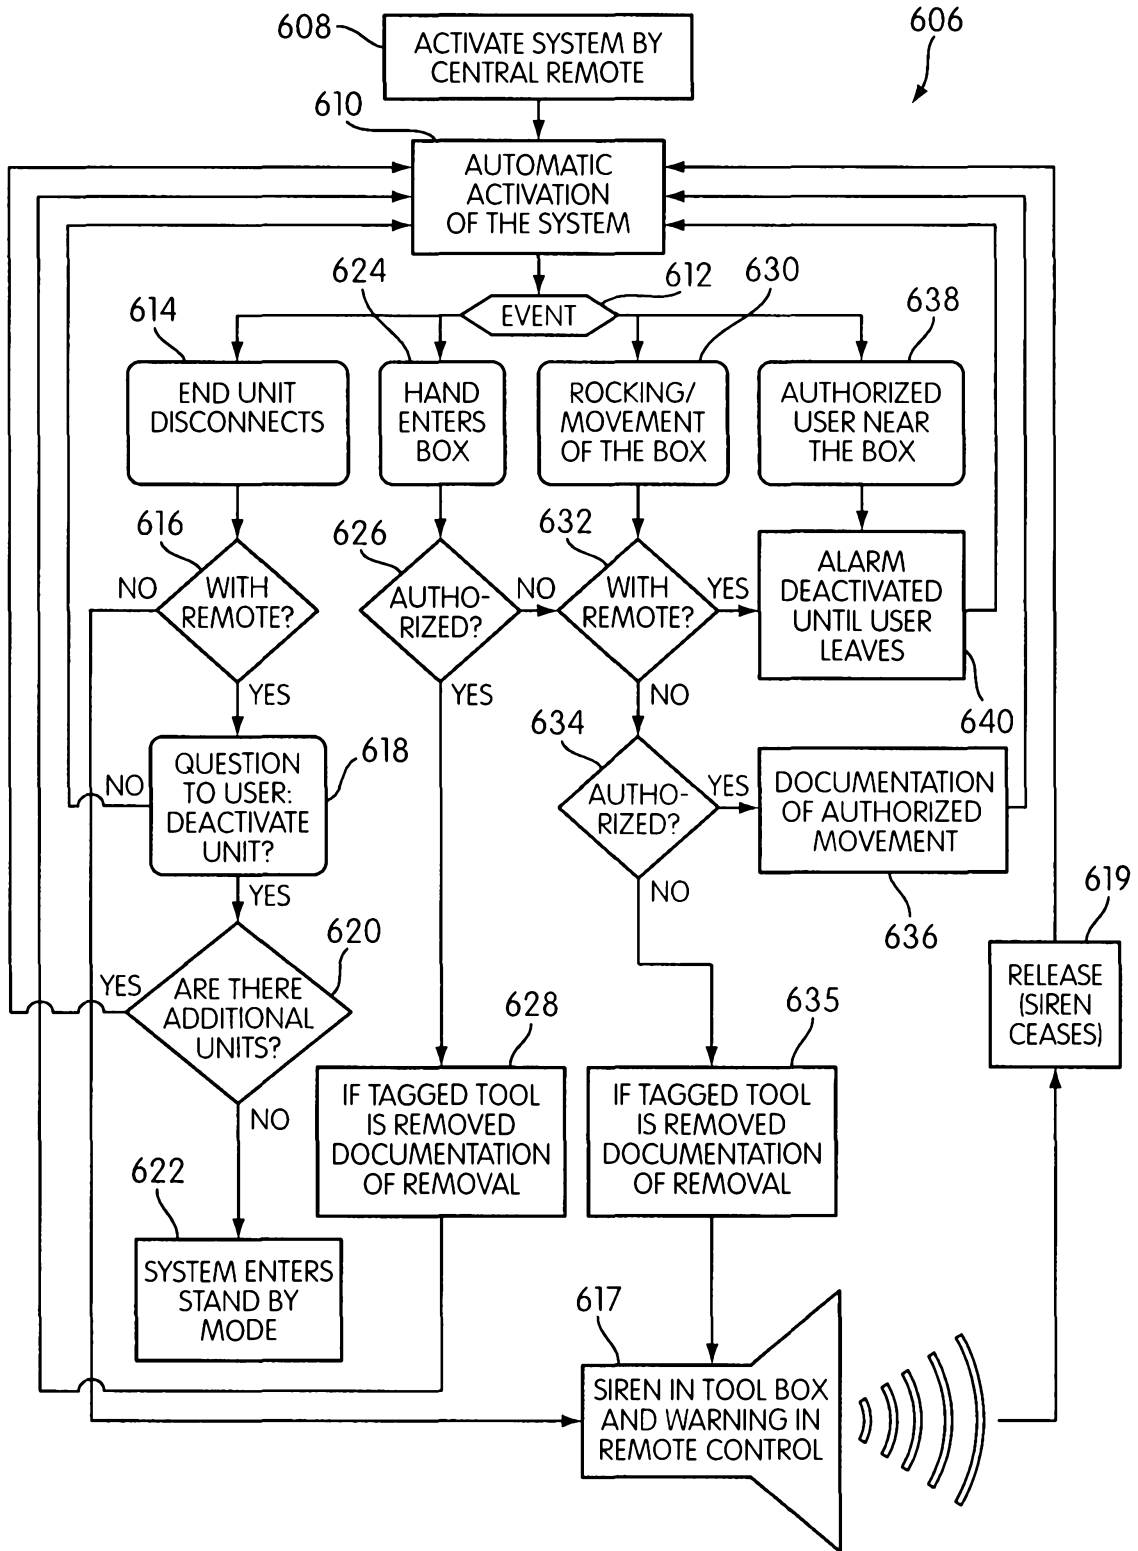 608
ACTIVATE SYSTEM BY
CENTRAL REMOTE
606
610
AUTOMATIC
ACTIVATION
OF THE SYSTEM
612
EVENT
614
END UNIT
DISCONNECTS
624
HAND
ENTERS
BOX
630
ROCKING/
MOVEMENT
OF THE BOX
638
AUTHORIZED
USER NEAR
THE BOX
616
NO
WITH
REMOTE?
YES
626
AUTHO-
RIZED?
NO
YES
632
WITH
REMOTE?
YES
NO
ALARM
DEACTIVATED
UNTIL USER
LEAVES
640
618
NO
QUESTION
TO USER:
DEACTIVATE
UNIT?
YES
634
AUTHO-
RIZED?
YES
NO
DOCUMENTATION
OF AUTHORIZED
MOVEMENT
636
620
YES
ARE THERE
ADDITIONAL
UNITS?
NO
619
RELEASE
(SIREN
CEASES)
628
IF TAGGED TOOL
IS REMOVED
DOCUMENTATION
OF REMOVAL
635
IF TAGGED TOOL
IS REMOVED
DOCUMENTATION
OF REMOVAL
622
SYSTEM ENTERS
STAND BY
MODE
617
SIREN IN TOOL BOX
AND WARNING IN
REMOTE CONTROL